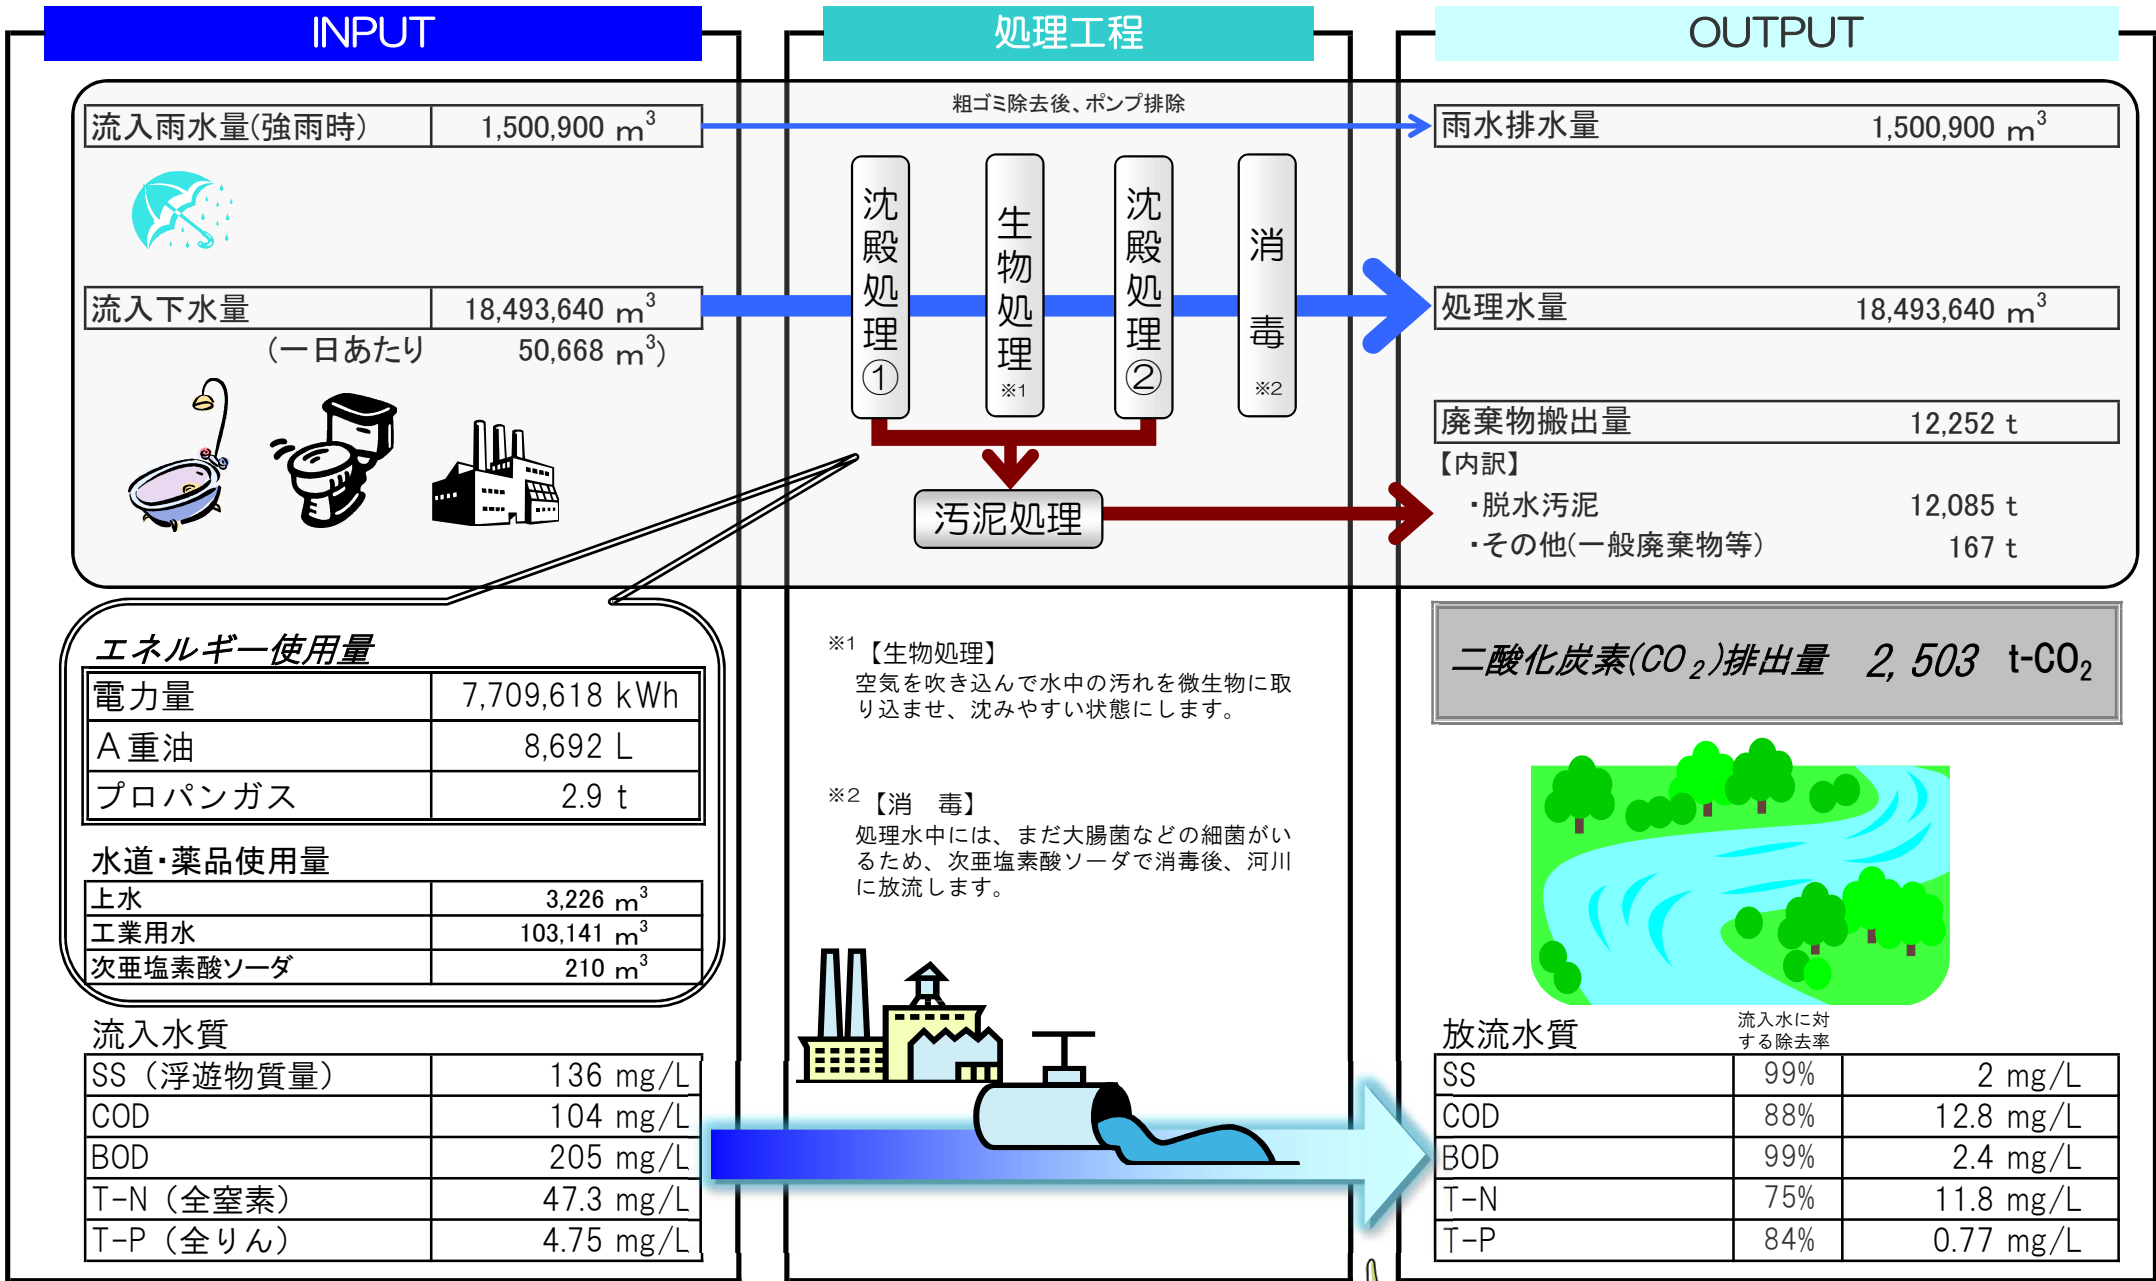 INPUT
流入雨水量(強雨時) 1,500,900 m³
流入下水量 18,493,640 m³
(一日あたり 50,668 m³)
エネルギー使用量
電力量 7,709,618 kWh
A重油 8,692 L
プロパンガス 2.9 t
水道・薬品使用量
上水 3,226 m³
工業用水 103,141 m³
次亜塩素酸ソーダ 210 m³
流入水質
SS（浮遊物質量） 136 mg/L
COD 104 mg/L
BOD 205 mg/L
T-N（全窒素） 47.3 mg/L
T-P（全りん） 4.75 mg/L
処理工程
粗ゴミ除去後、ポンプ排除
沈殿処理①
生物処理※1
沈殿処理②
消毒※2
汚泥処理
※1【生物処理】
空気を吹き込んで水中の汚れを微生物に取
り込ませ、沈みやすい状態にします。
※2【消　毒】
処理水中には、まだ大腸菌などの細菌がい
るため、次亜塩素酸ソーダで消毒後、河川
に放流します。
OUTPUT
雨水排水量 1,500,900 m³
処理水量 18,493,640 m³
廃棄物搬出量 12,252 t
【内訳】
・脱水汚泥 12,085 t
・その他(一般廃棄物等) 167 t
二酸化炭素(CO₂)排出量 2,503 t-CO₂
放流水質
流入水に対
する除去率
SS 99% 2 mg/L
COD 88% 12.8 mg/L
BOD 99% 2.4 mg/L
T-N 75% 11.8 mg/L
T-P 84% 0.77 mg/L